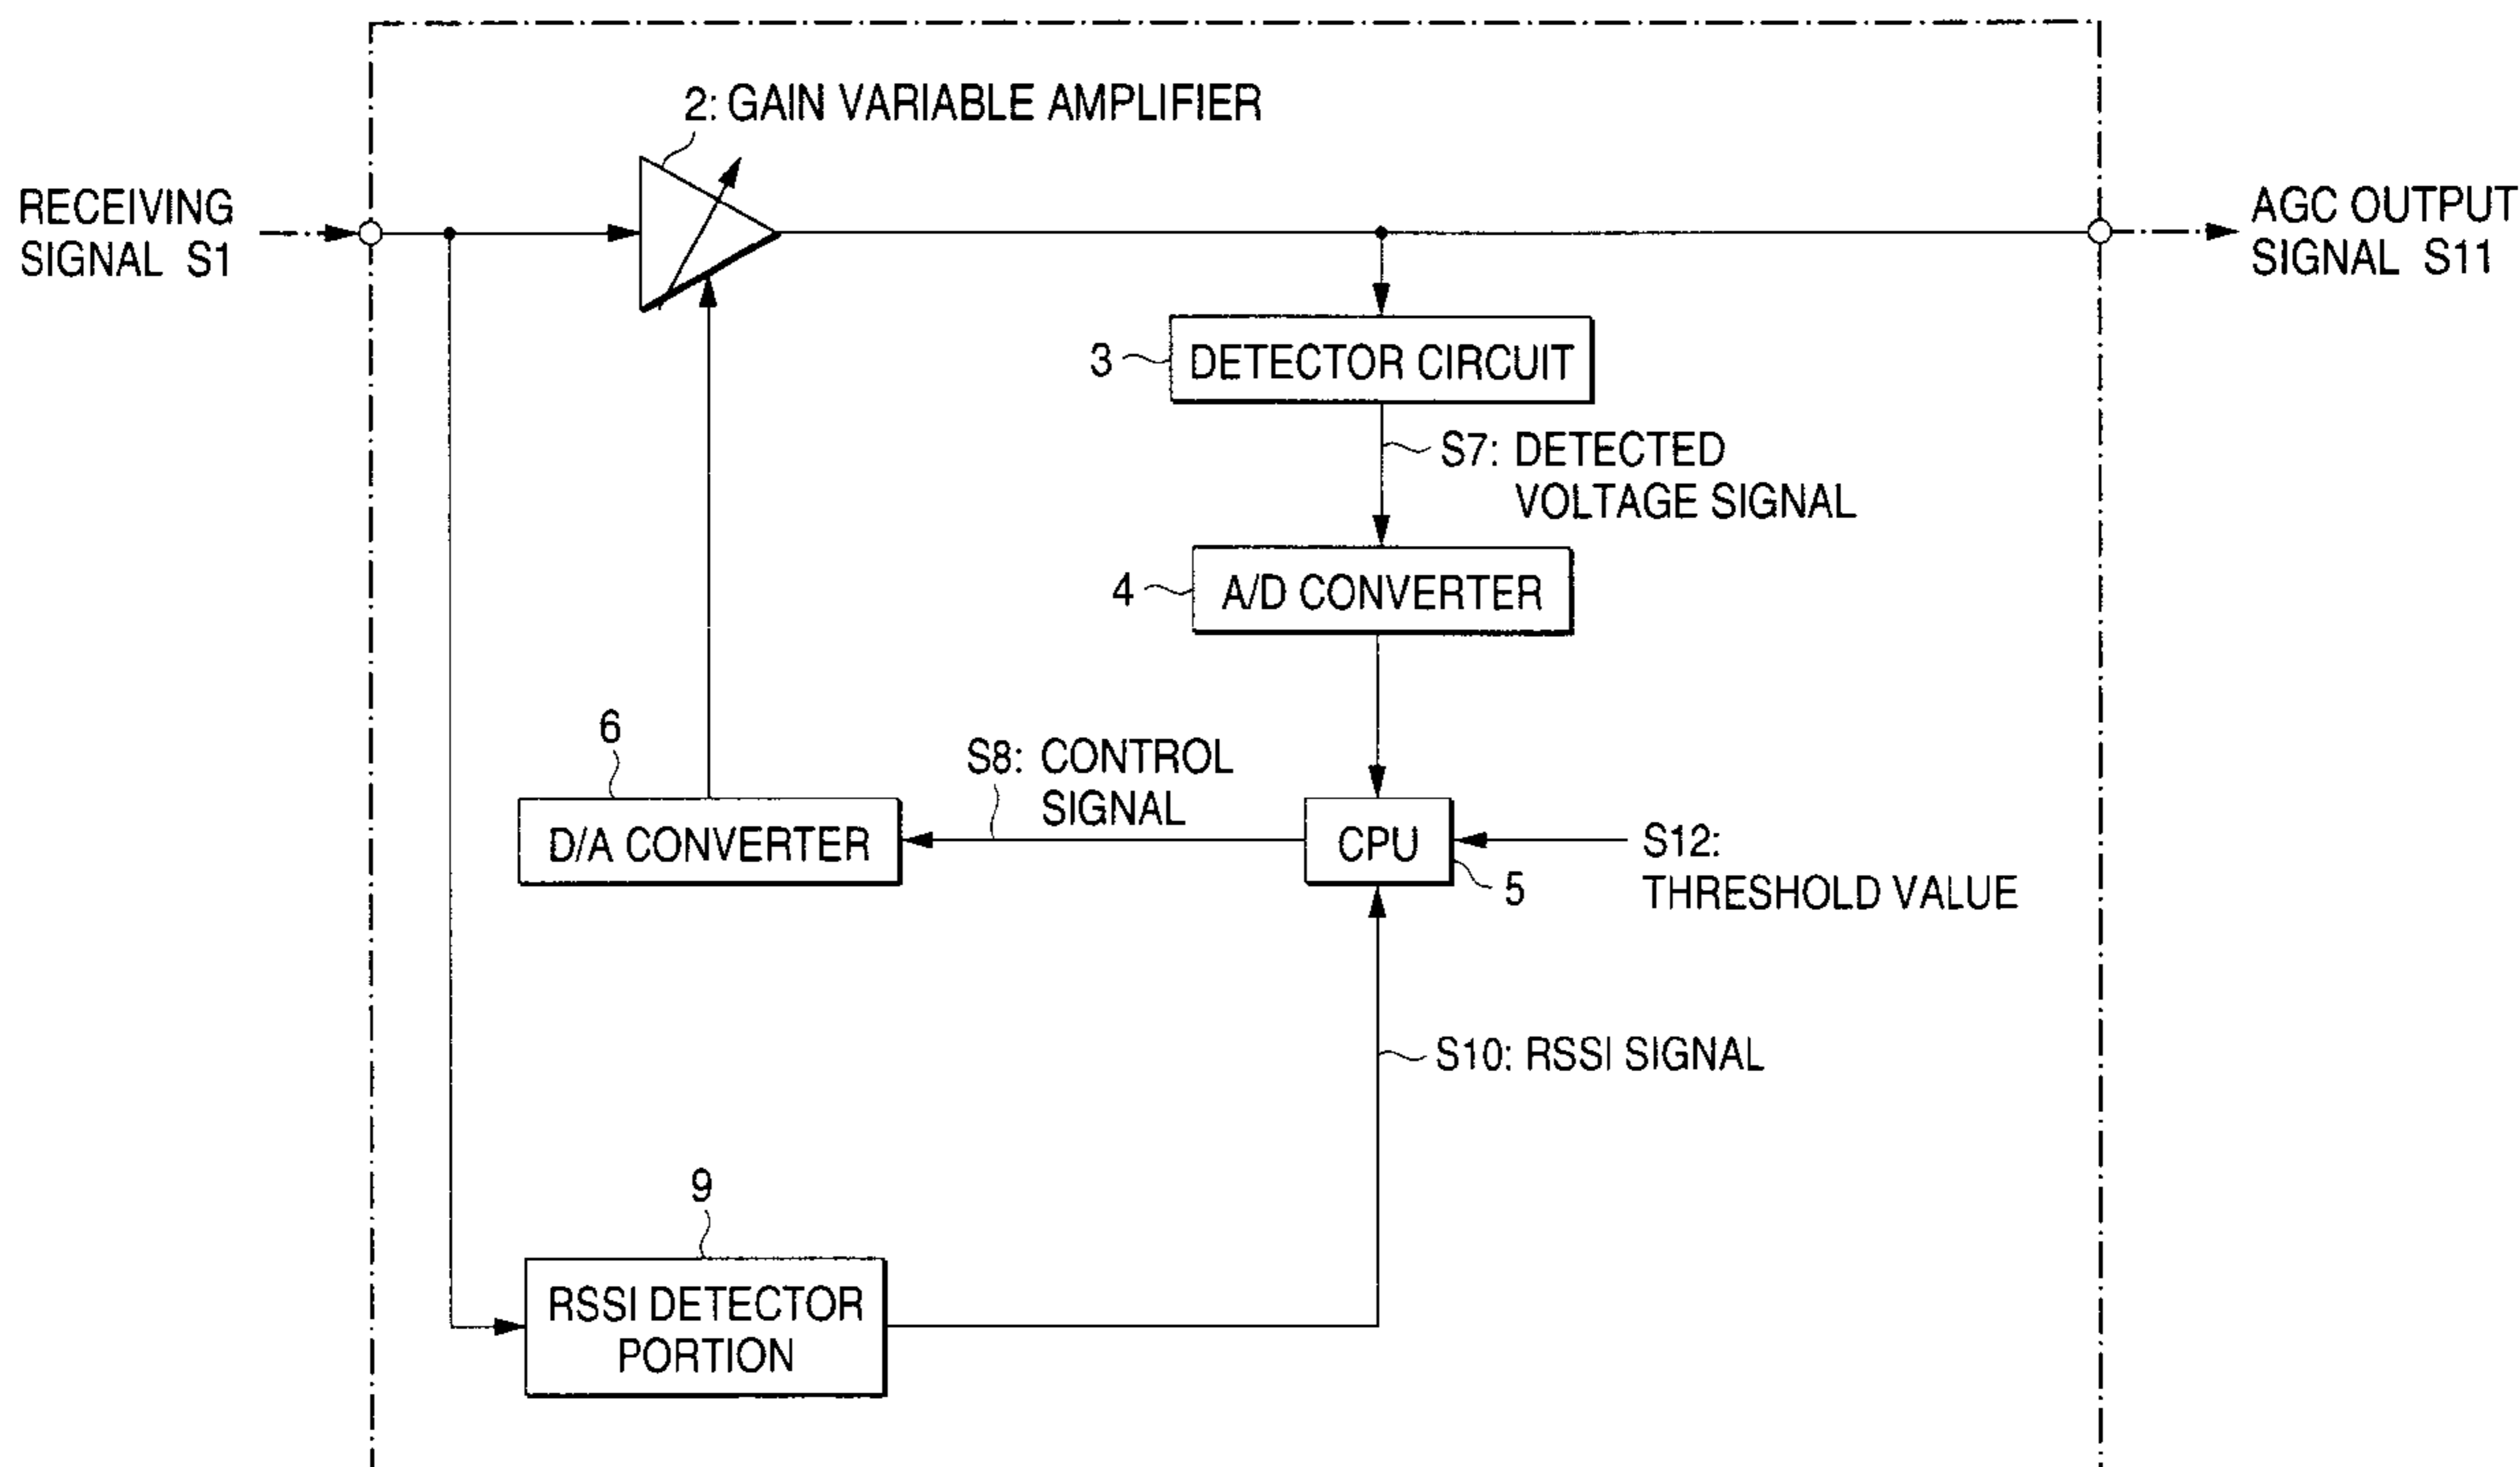 2: GAIN VARIABLE AMPLIFIER
RECEIVING
SIGNAL S1
AGC OUTPUT
SIGNAL S11
3
DETECTOR CIRCUIT
S7: DETECTED
VOLTAGE SIGNAL
4
A/D CONVERTER
6
S8: CONTROL
SIGNAL
D/A CONVERTER
CPU
5
S12:
THRESHOLD VALUE
S10: RSSI SIGNAL
9
RSSI DETECTOR
PORTION